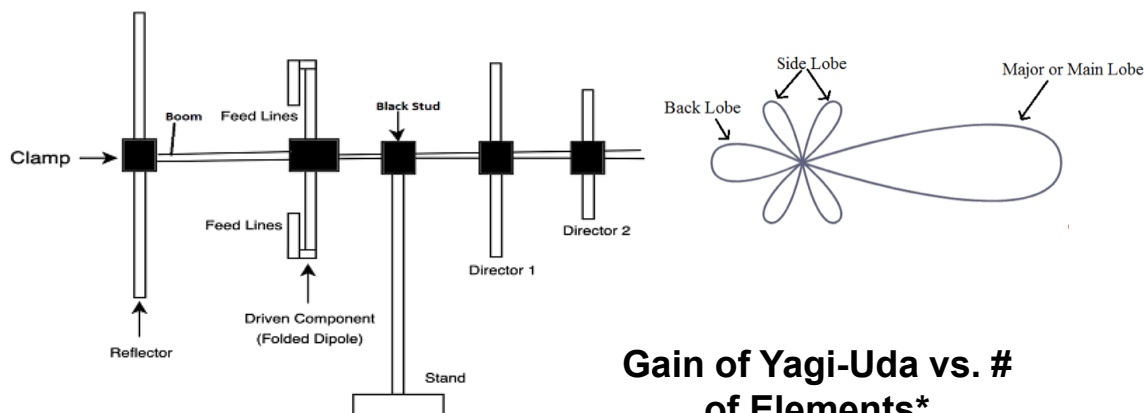 Clamp
Boom
Feed Lines
Black Stud
Feed Lines
Director 2
Director 1
Driven Component
(Folded Dipole)
Reflector
Stand
Side Lobe
Major or Main Lobe
Back Lobe
Gain of Yagi-Uda vs. #
of Elements*